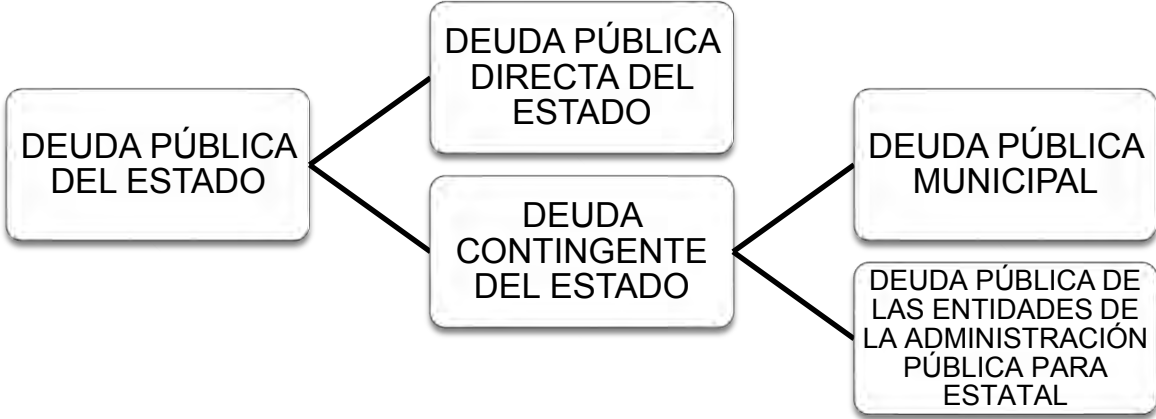 DEUDA PÚBLICA
DEL ESTADO
DEUDA PÚBLICA
DIRECTA DEL
ESTADO
DEUDA
CONTINGENTE
DEL ESTADO
DEUDA PÚBLICA
MUNICIPAL
DEUDA PÚBLICA DE
LAS ENTIDADES DE
LA ADMINISTRACIÓN
PÚBLICA PARA
ESTATAL